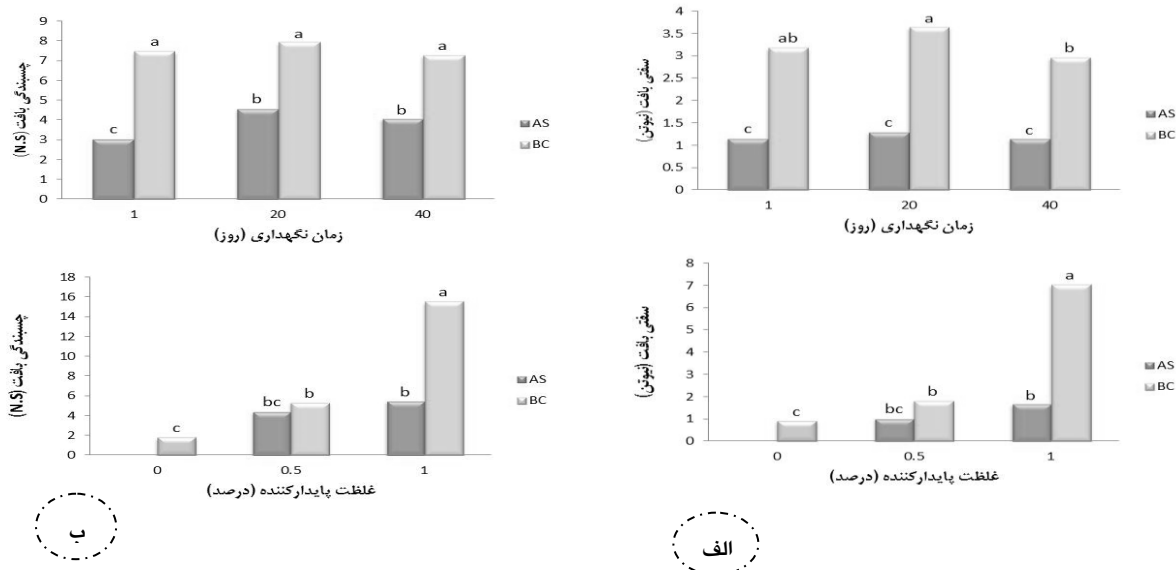 چسبندگی بافت (N.S)
9
8
7
6
5
4
3
2
1
0
c a b a b a
1 20 40
زمان نگهداری (روز)
AS
BC
سفتی بافت (نیوتن)
4
3.5
3
2.5
2
1.5
1
0.5
0
c ab c a c b
1 20 40
زمان نگهداری (روز)
AS
BC
چسبندگی بافت (N.S)
18
16
14
12
10
8
6
4
2
0
c bc b b a
0 0.5 1
غلظت پایدارکننده (درصد)
AS
BC
ب
سفتی بافت (نیوتن)
8
7
6
5
4
3
2
1
0
c bc b b a
0 0.5 1
غلظت پایدارکننده (درصد)
AS
BC
الف